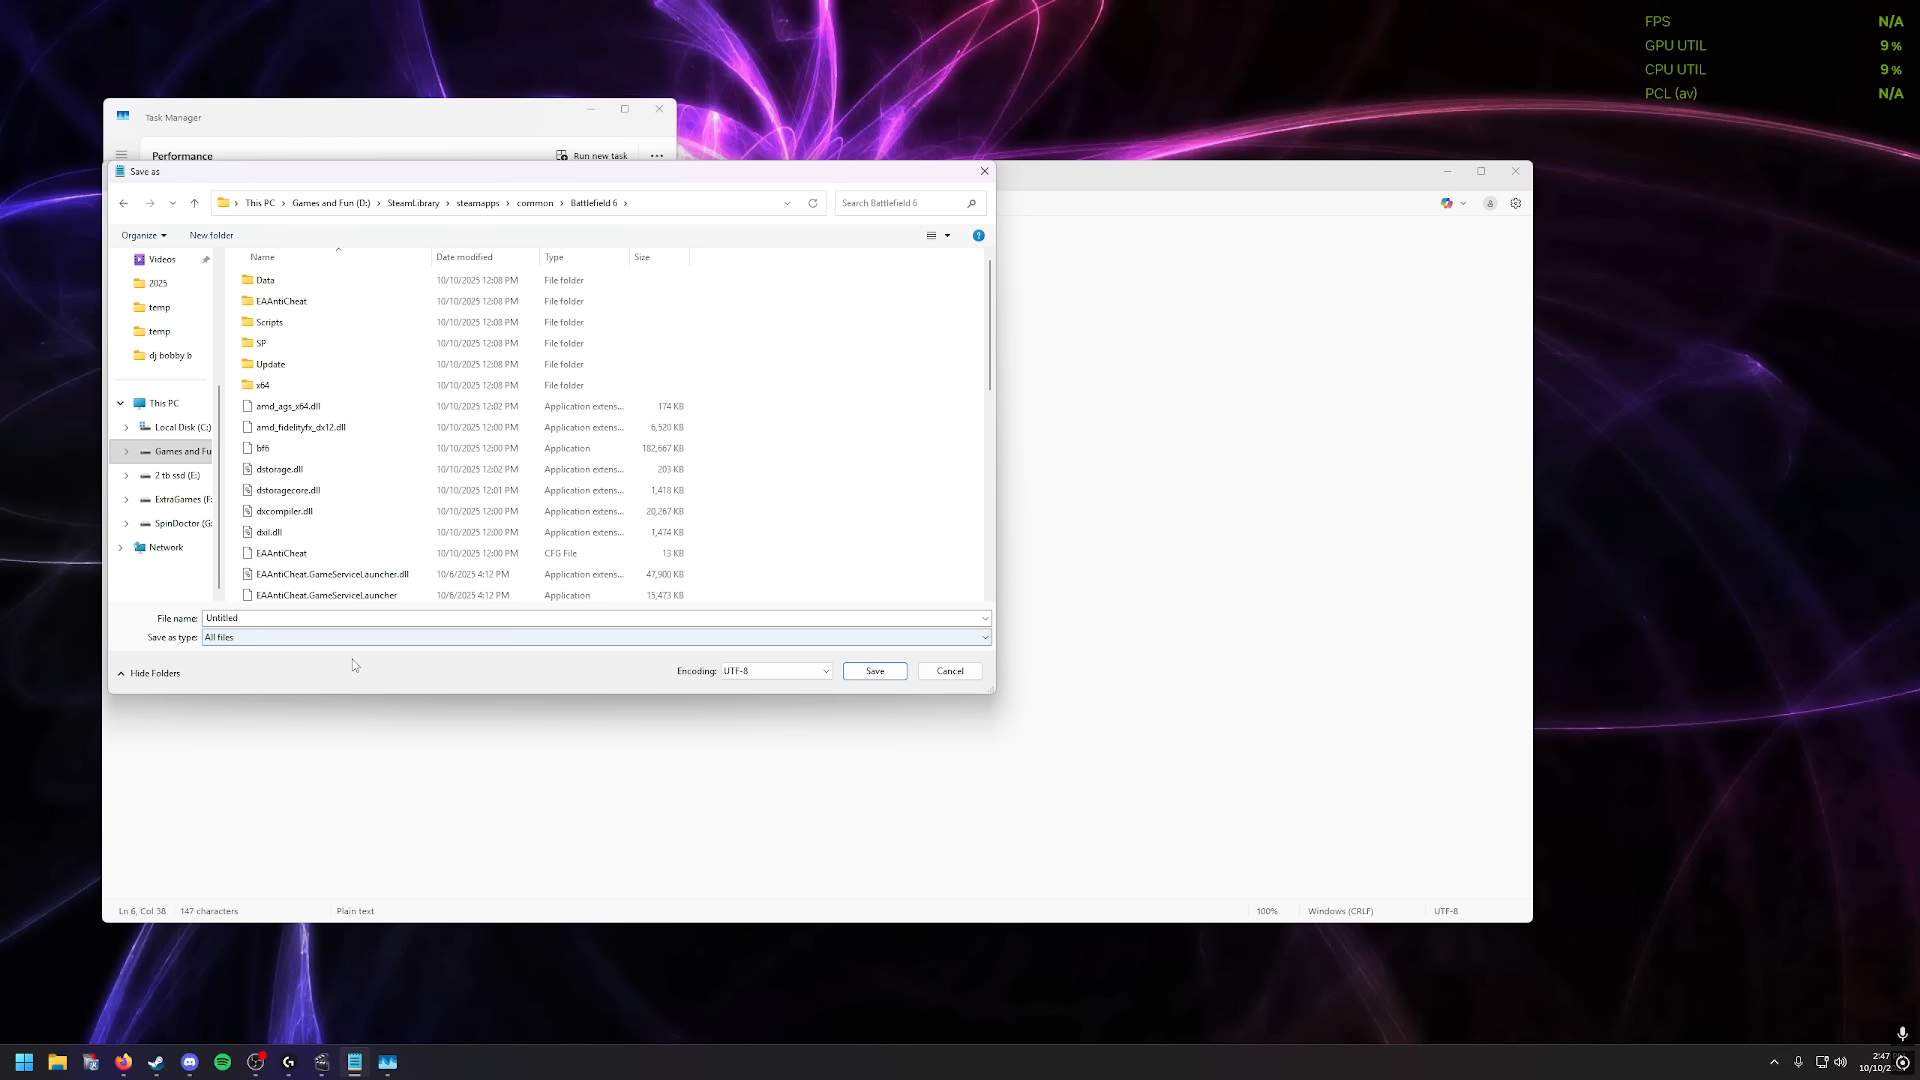 FPS N/A
GPU UTIL 9 %
CPU UTIL 9 %
PCL (av) N/A
Task Manager
Performance Run new task
Save as
This PC › Games and Fun (D:) › SteamLibrary › steamapps › common › Battlefield 6 ›
Search Battlefield 6
Organize New folder
Name Date modified Type Size
Videos
2025
temp
temp
dj bobby b
This PC
Local Disk (C:)
Games and Fu
2 tb ssd (E:)
ExtraGames (F:
SpinDoctor (G:
Network
Data 10/10/2025 12:08 PM File folder
EAAntiCheat 10/10/2025 12:08 PM File folder
Scripts 10/10/2025 12:08 PM File folder
SP 10/10/2025 12:08 PM File folder
Update 10/10/2025 12:08 PM File folder
x64 10/10/2025 12:08 PM File folder
amd_ags_x64.dll 10/10/2025 12:02 PM Application extens... 174 KB
amd_fidelityfx_dx12.dll 10/10/2025 12:00 PM Application extens... 6,520 KB
bf6 10/10/2025 12:00 PM Application 182,667 KB
dstorage.dll 10/10/2025 12:02 PM Application extens... 203 KB
dstoragecore.dll 10/10/2025 12:01 PM Application extens... 1,418 KB
dxcompiler.dll 10/10/2025 12:00 PM Application extens... 20,267 KB
dxil.dll 10/10/2025 12:00 PM Application extens... 1,474 KB
EAAntiCheat 10/10/2025 12:00 PM CFG File 13 KB
EAAntiCheat.GameServiceLauncher.dll 10/6/2025 4:12 PM Application extens... 47,900 KB
EAAntiCheat.GameServiceLauncher 10/6/2025 4:12 PM Application 15,473 KB
File name: Untitled
Save as type: All files
Hide Folders Encoding: UTF-8 Save Cancel
Ln 6, Col 38 147 characters Plain text 100% Windows (CRLF) UTF-8
2:47
10/10/2